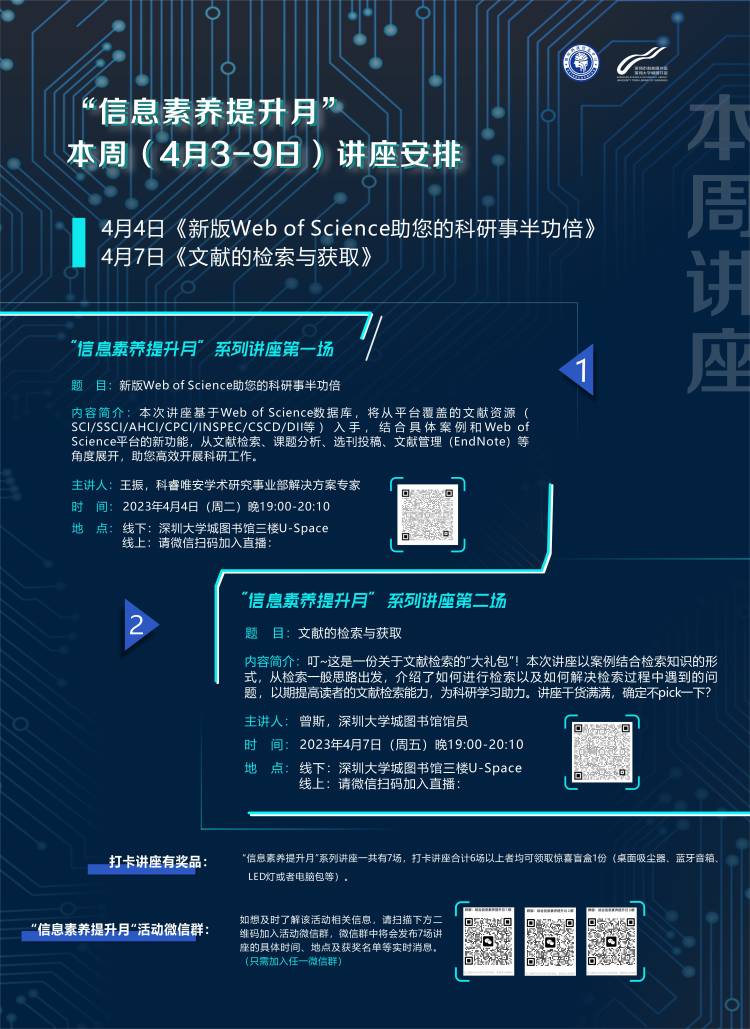 “信息素养提升月”
本周（4月3-9日）讲座安排
4月4日《新版Web of Science助您的科研事半功倍》
4月7日《文献的检索与获取》
本周讲座
“信息素养提升月” 系列讲座第一场
1
题 目：新版Web of Science助您的科研事半功倍
内容简介：本次讲座基于Web of Science数据库，将从平台覆盖的文献资源（
SCI/SSCI/AHCI/CPCI/INSPEC/CSCD/DII等）入手，结合具体案例和Web of
Science平台的新功能，从文献检索、课题分析、选刊投稿、文献管理（EndNote）等
角度展开，助您高效开展科研工作。
主讲人：王振，科睿唯安学术研究事业部解决方案专家
时 间：2023年4月4日（周二）晚19:00-20:10
地 点：线下：深圳大学城图书馆三楼U-Space
线上：请微信扫码加入直播：
2
“信息素养提升月” 系列讲座第二场
题 目：文献的检索与获取
内容简介：叮~这是一份关于文献检索的“大礼包”！本次讲座以案例结合检索知识的形
式，从检索一般思路出发，介绍了如何进行检索以及如何解决检索过程中遇到的问
题，以期提高读者的文献检索能力，为科研学习助力。讲座干货满满，确定不pick一下？
主讲人：曾斯，深圳大学城图书馆馆员
时 间：2023年4月7日（周五）晚19:00-20:10
地 点：线下：深圳大学城图书馆三楼U-Space
线上：请微信扫码加入直播：
打卡讲座有奖品：
“信息素养提升月”系列讲座一共有7场，打卡讲座合计6场以上者均可领取惊喜盲盒1份（桌面吸尘器、蓝牙音箱、
LED灯或者电脑包等）。
“信息素养提升月“活动微信群：
如想及时了解该活动相关信息，请扫描下方二
维码加入活动微信群，微信群中将会发布7场讲
座的具体时间、地点及获奖名单等实时消息。
（只需加入任一微信群）